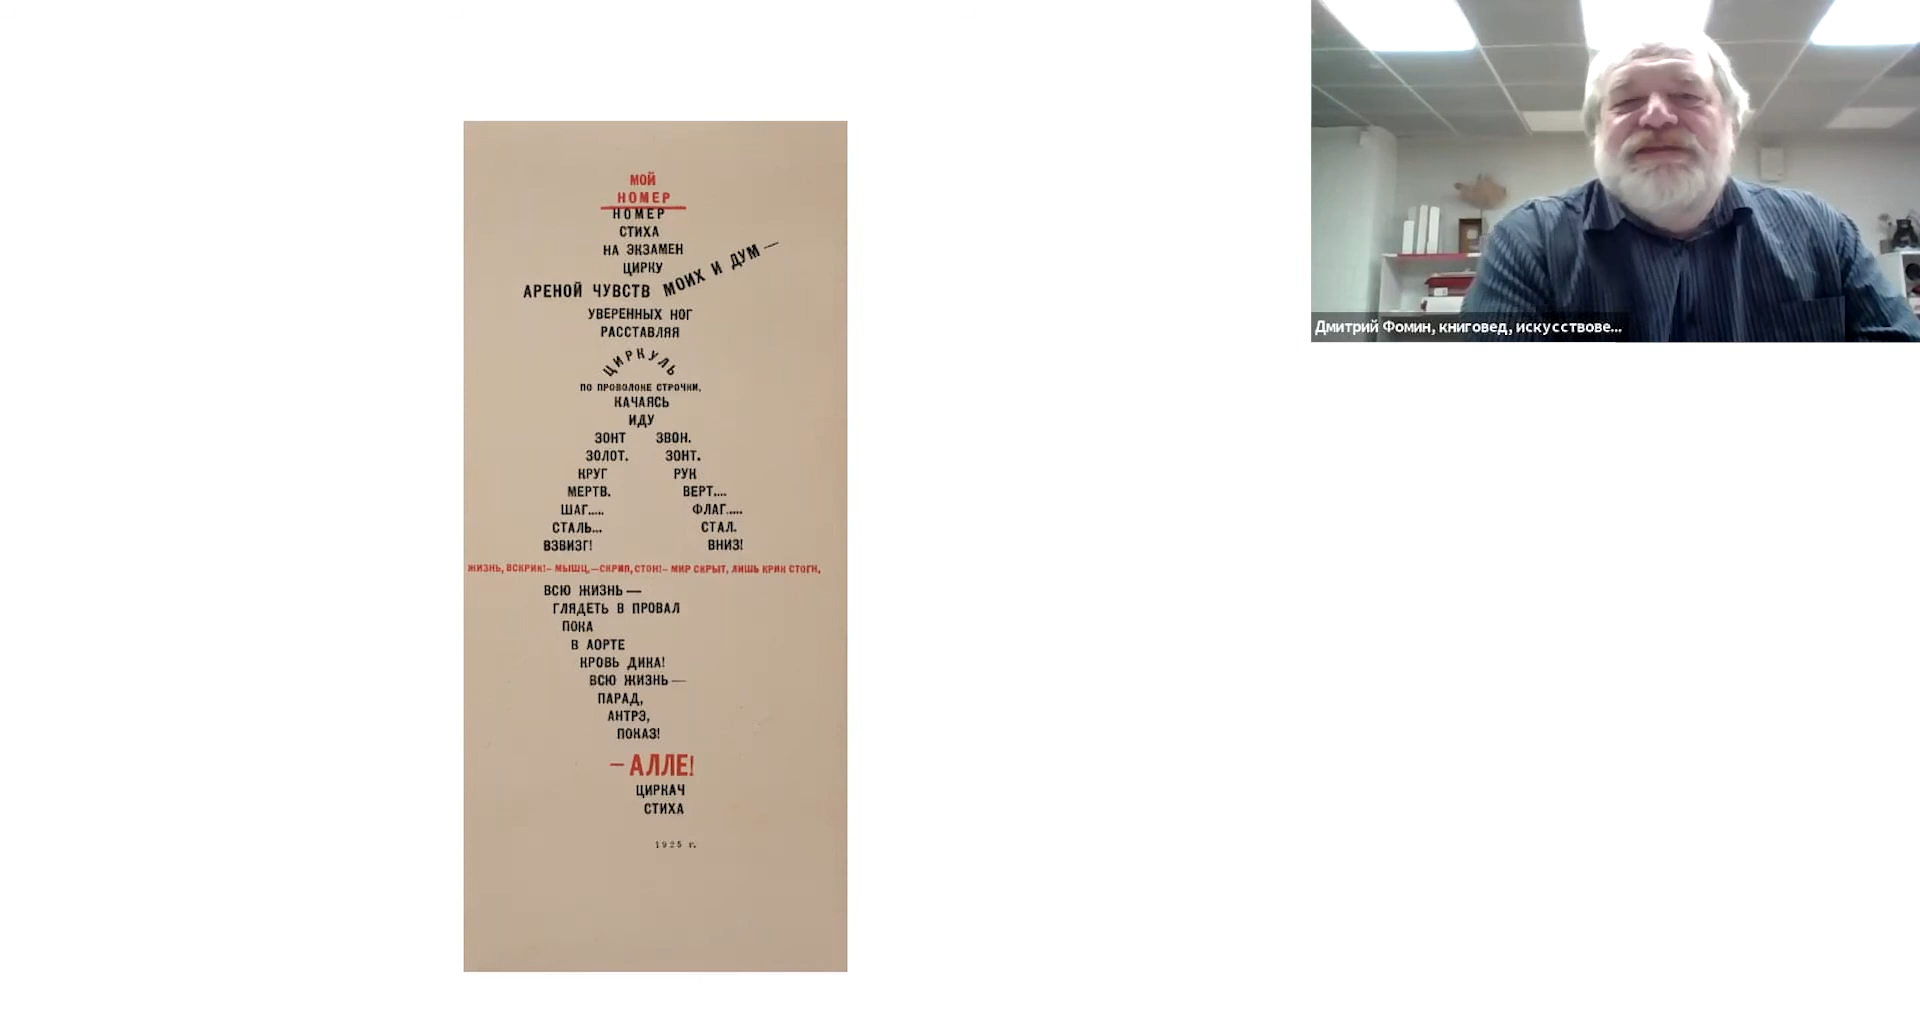 МОЙ
НОМЕР
НОМЕР
СТИХА
НА ЭКЗАМЕН
ЦИРКУ
АРЕНОЙ ЧУВСТВ МОИХ И ДУМ —
УВЕРЕННЫХ НОГ
РАССТАВЛЯЯ
ЦИРКУЛЬ
ПО ПРОВОЛОКЕ СТРОЧКИ,
КАЧАЯСЬ
ИДУ
ЗОНТ ЗВОН.
ЗОЛОТ. ЗОНТ.
КРУГ РУК
МЕРТВ. ВЕРТ....
ШАГ..... ФЛАГ.....
СТАЛЬ... СТАЛ.
ВЗВИЗГ! ВНИЗ!
ЖИЗНЬ, ВСКРИК!– МЫШЦ,—СКРИП, СТОН!– МИР СКРЫТ, ЛИШЬ КРИК СТОГН,
ВСЮ ЖИЗНЬ —
ГЛЯДЕТЬ В ПРОВАЛ
ПОКА
В АОРТЕ
КРОВЬ ДИКА!
ВСЮ ЖИЗНЬ —
ПАРАД,
АНТРЭ,
ПОКАЗ!
– АЛЛЕ!
ЦИРКАЧ
СТИХА
1925 г.
Дмитрий Фомин, книговед, искусствове...